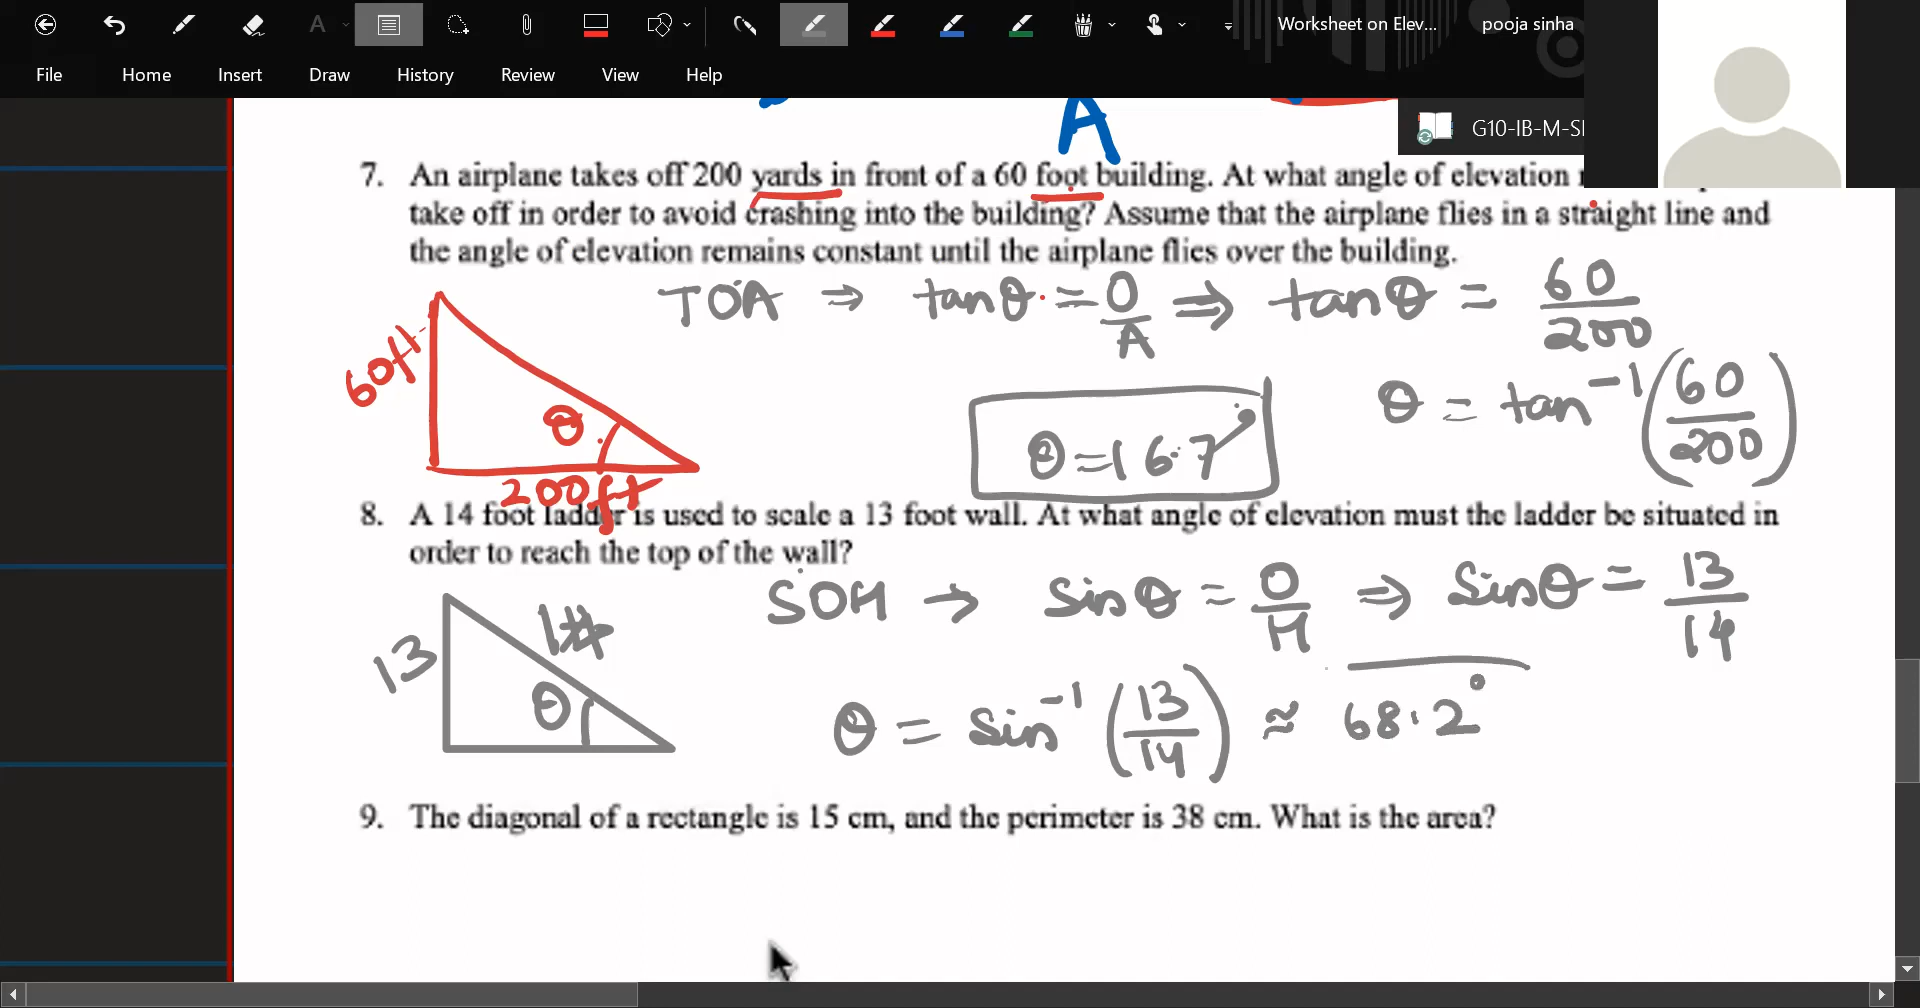 Worksheet on Elev... pooja sinha
File Home Insert Draw History Review View Help
G10-IB-M-Sl
A
7. An airplane takes off 200 yards in front of a 60 foot building. At what angle of elevation
take off in order to avoid crashing into the building? Assume that the airplane flies in a straight line and
the angle of elevation remains constant until the airplane flies over the building.
TOA ⇒ tanθ = O/A ⇒ tanθ = 60/200
60ft
θ
200ft
θ = tan⁻¹(60/200)
θ=16.7°
8. A 14 foot ladder is used to scale a 13 foot wall. At what angle of elevation must the ladder be situated in
order to reach the top of the wall?
SOH → sinθ = O/H ⇒ sinθ = 13/14
13
θ
θ = sin⁻¹(13/14) ≈ 68.2°
9. The diagonal of a rectangle is 15 cm, and the perimeter is 38 cm. What is the area?